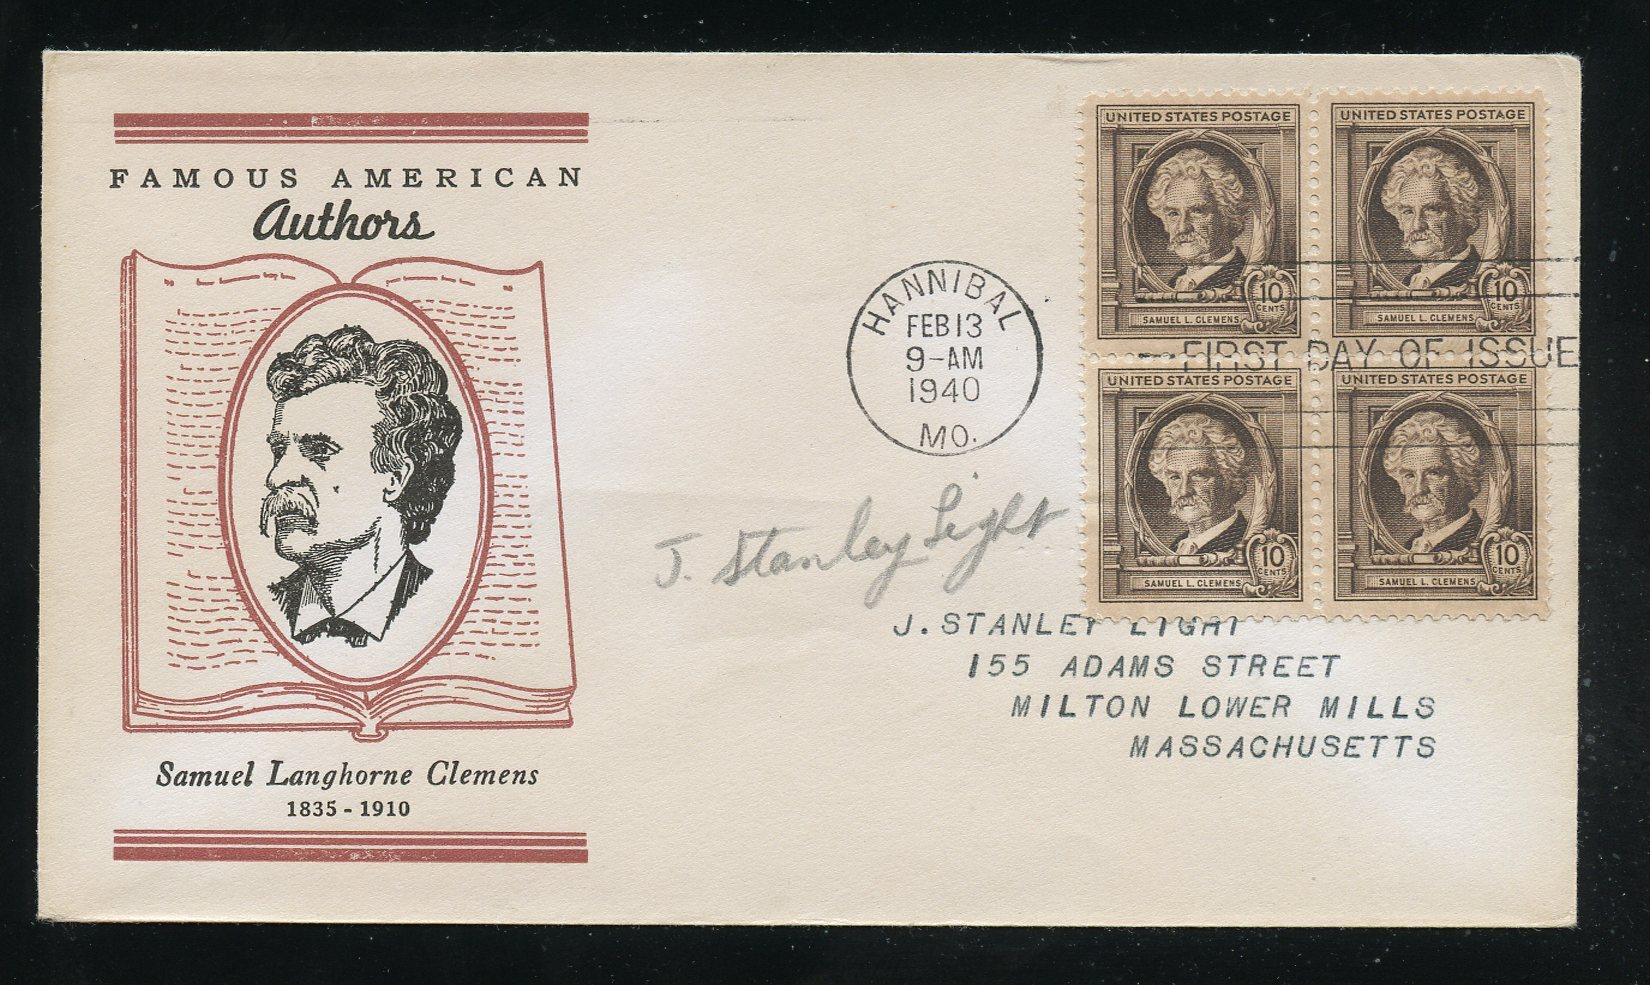 FAMOUS AMERICAN
Authors
Samuel Langhorne Clemens
1835 - 1910
HANNIBAL
FEB 13
9-AM
1940
MO.
UNITED STATES POSTAGE
10
CENTS
SAMUEL L. CLEMENS
UNITED STATES POSTAGE
10
CENTS
SAMUEL L. CLEMENS
FIRST DAY OF ISSUE
UNITED STATES POSTAGE
10
CENTS
SAMUEL L. CLEMENS
UNITED STATES POSTAGE
10
CENTS
SAMUEL L. CLEMENS
J. Stanley Light
J. STANLEY LIGHT
155 ADAMS STREET
MILTON LOWER MILLS
MASSACHUSETTS